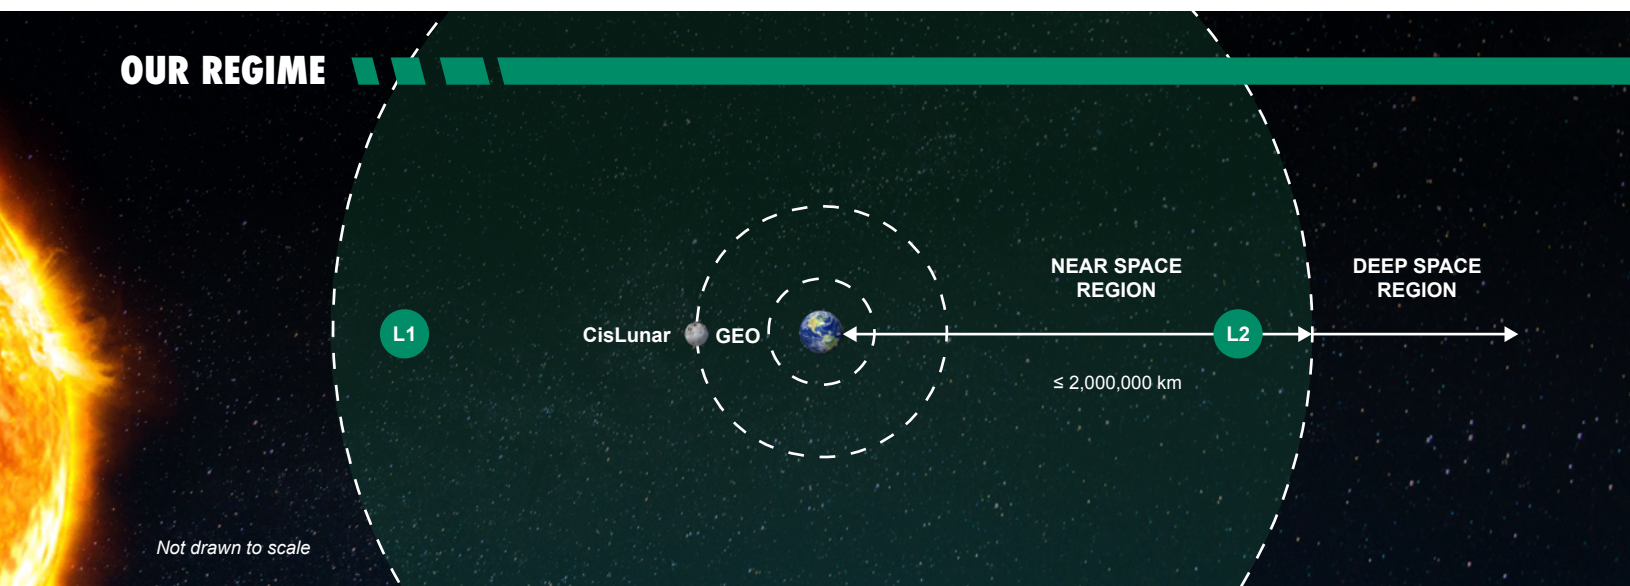 OUR REGIME
NEAR SPACE
REGION
DEEP SPACE
REGION
L1
CisLunar
GEO
L2
≤ 2,000,000 km
Not drawn to scale